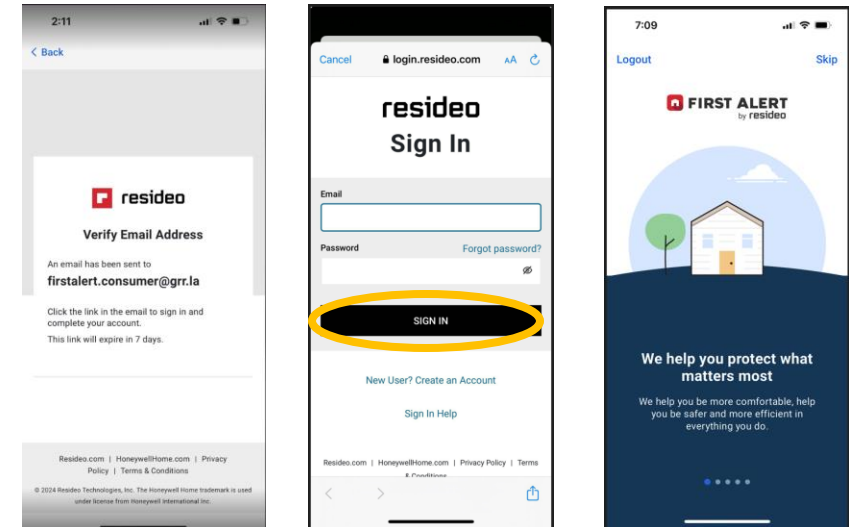 2:11
Back
resideo
Verify Email Address
An email has been sent to
firstalert.consumer@grr.la
Click the link in the email to sign in and
complete your account.
This link will expire in 7 days.
Resideo.com | HoneywellHome.com | Privacy
Policy | Terms & Conditions
© 2024 Resideo Technologies, Inc. The Honeywell Home trademark is used
under license from Honeywell International Inc.
Cancel
login.resideo.com
AA
resideo
Sign In
Email
Password
Forgot password?
SIGN IN
New User? Create an Account
Sign In Help
Resideo.com | HoneywellHome.com | Privacy Policy | Terms
& Conditions
7:09
Logout
Skip
FIRST ALERT
by resideo
We help you protect what
matters most
We help you be more comfortable, help
you be safer and more efficient in
everything you do.